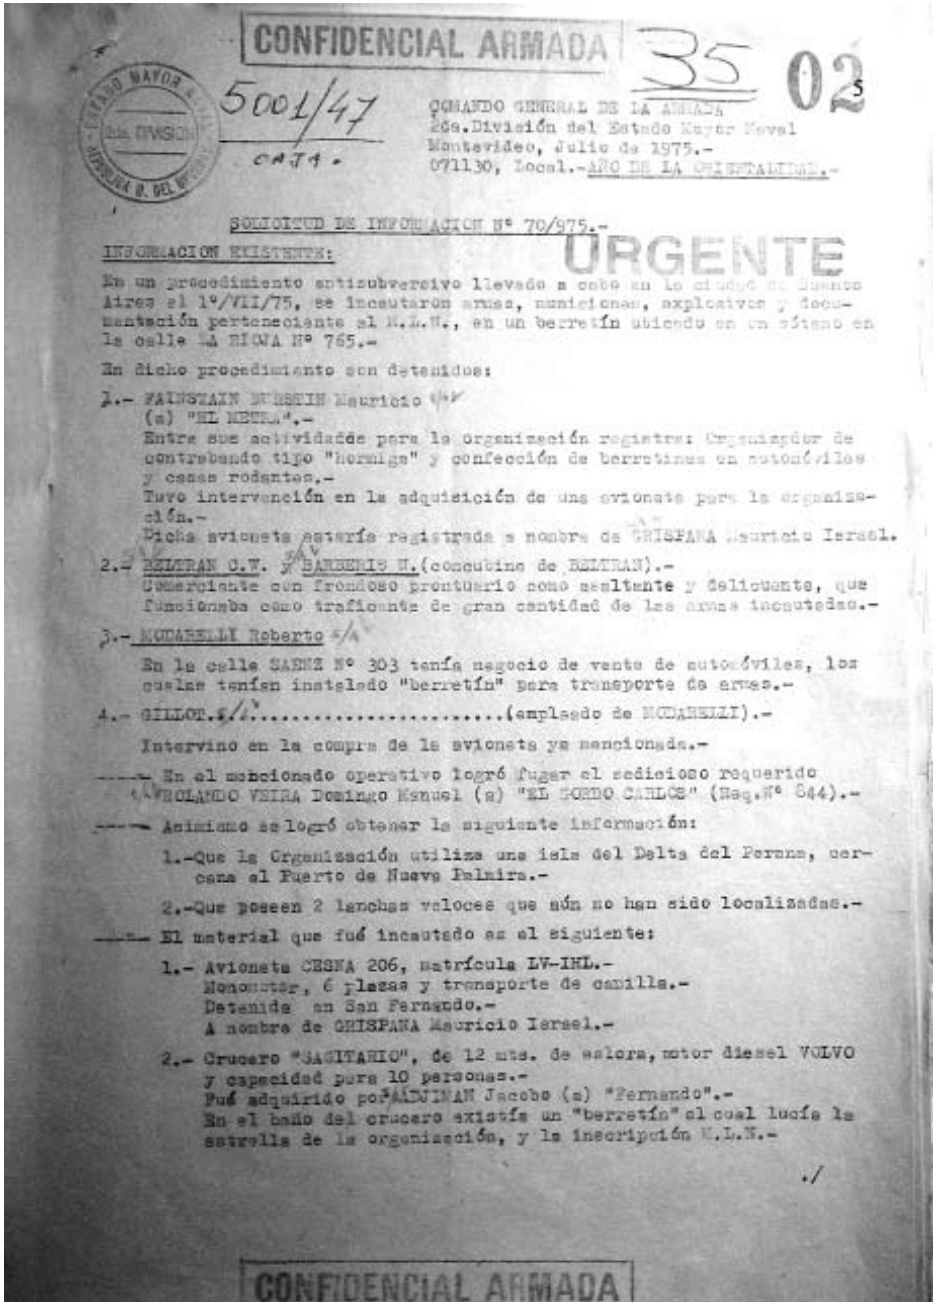 CONFIDENCIAL ARMADA
35
02
5
ESTADO MAYOR
2da. DIVISION
REPUBLICA O. DEL URUGUAY
5001/47
CAJA.
COMANDO GENERAL DE LA ARMADA
2da.División del Estado Mayor Naval
Montevideo, Julio de 1975.-
071130, Local.-AÑO DE LA ORIENTALIDAD.-
SOLICITUD DE INFORMACION Nº 70/975.-
URGENTE
INFORMACION EXISTENTE:
En un procedimiento antisubversivo llevado a cabo en la ciudad de Buenos
Aires el 1º/VII/75, se incautaron armas, municiones, explosivos y docu-
mentación perteneciente al M.L.N., en un berretín ubicado en un sótano en
la calle LA RIOJA Nº 765.-
En dicho procedimiento son detenidos:
1.- FAINSTAIN BURSTIN Mauricio
(a) "EL METRA".-
Entre sus actividades para la organización registra: Organizador de
contrabando tipo "hormiga" y confección de berretines en automóviles
y casas rodantes.-
Tuvo intervención en la adquisición de una avioneta para la organiza-
ción.-
Dicha avioneta estaría registrada a nombre de GRISPANA Mauricio Israel.
2.- BELTRAN C.W. y BARBERIS W.(concubina de BELTRAN).-
Comerciante con frondoso prontuario como asaltante y delicuente, que
funcionaba como traficante de gran cantidad de las armas incautadas.-
3.- MODARELLI Roberto
En la calle SAENZ Nº 303 tenía negocio de venta de automóviles, los
cuales tenían instalado "berretín" para transporte de armas.-
4.- GILLOT..............................(empleado de MODARELLI).-
Intervino en la compra de la avioneta ya mencionada.-
----- En el mencionado operativo logró fugar el sedicioso requerido
ROLANDO VEIRA Domingo Manuel (a) "EL GORDO CARLOS" (Req.Nº 844).-
----- Asimismo se logró obtener la siguiente información:
1.-Que la Organización utiliza una isla del Delta del Parana, cer-
cana al Puerto de Nueva Palmira.-
2.-Que poseen 2 lanchas veloces que aún no han sido localizadas.-
----- El material que fué incautado es el siguiente:
1.- Avioneta CESNA 206, matrícula LV-IHL.-
Monomotor, 6 plazas y transporte de camilla.-
Detenida en San Fernando.-
A nombre de GRISPANA Mauricio Israel.-
2.- Crucero "SAGITARIO", de 12 mts. de eslora, motor diesel VOLVO
y capacidad para 10 personas.-
Fué adquirido por MADJIMAN Jacobo (a) "Fernando".-
En el baño del crucero existía un "berretín" el cual lucía la
estrella de la organización, y la inscripción M.L.N.-
./
CONFIDENCIAL ARMADA